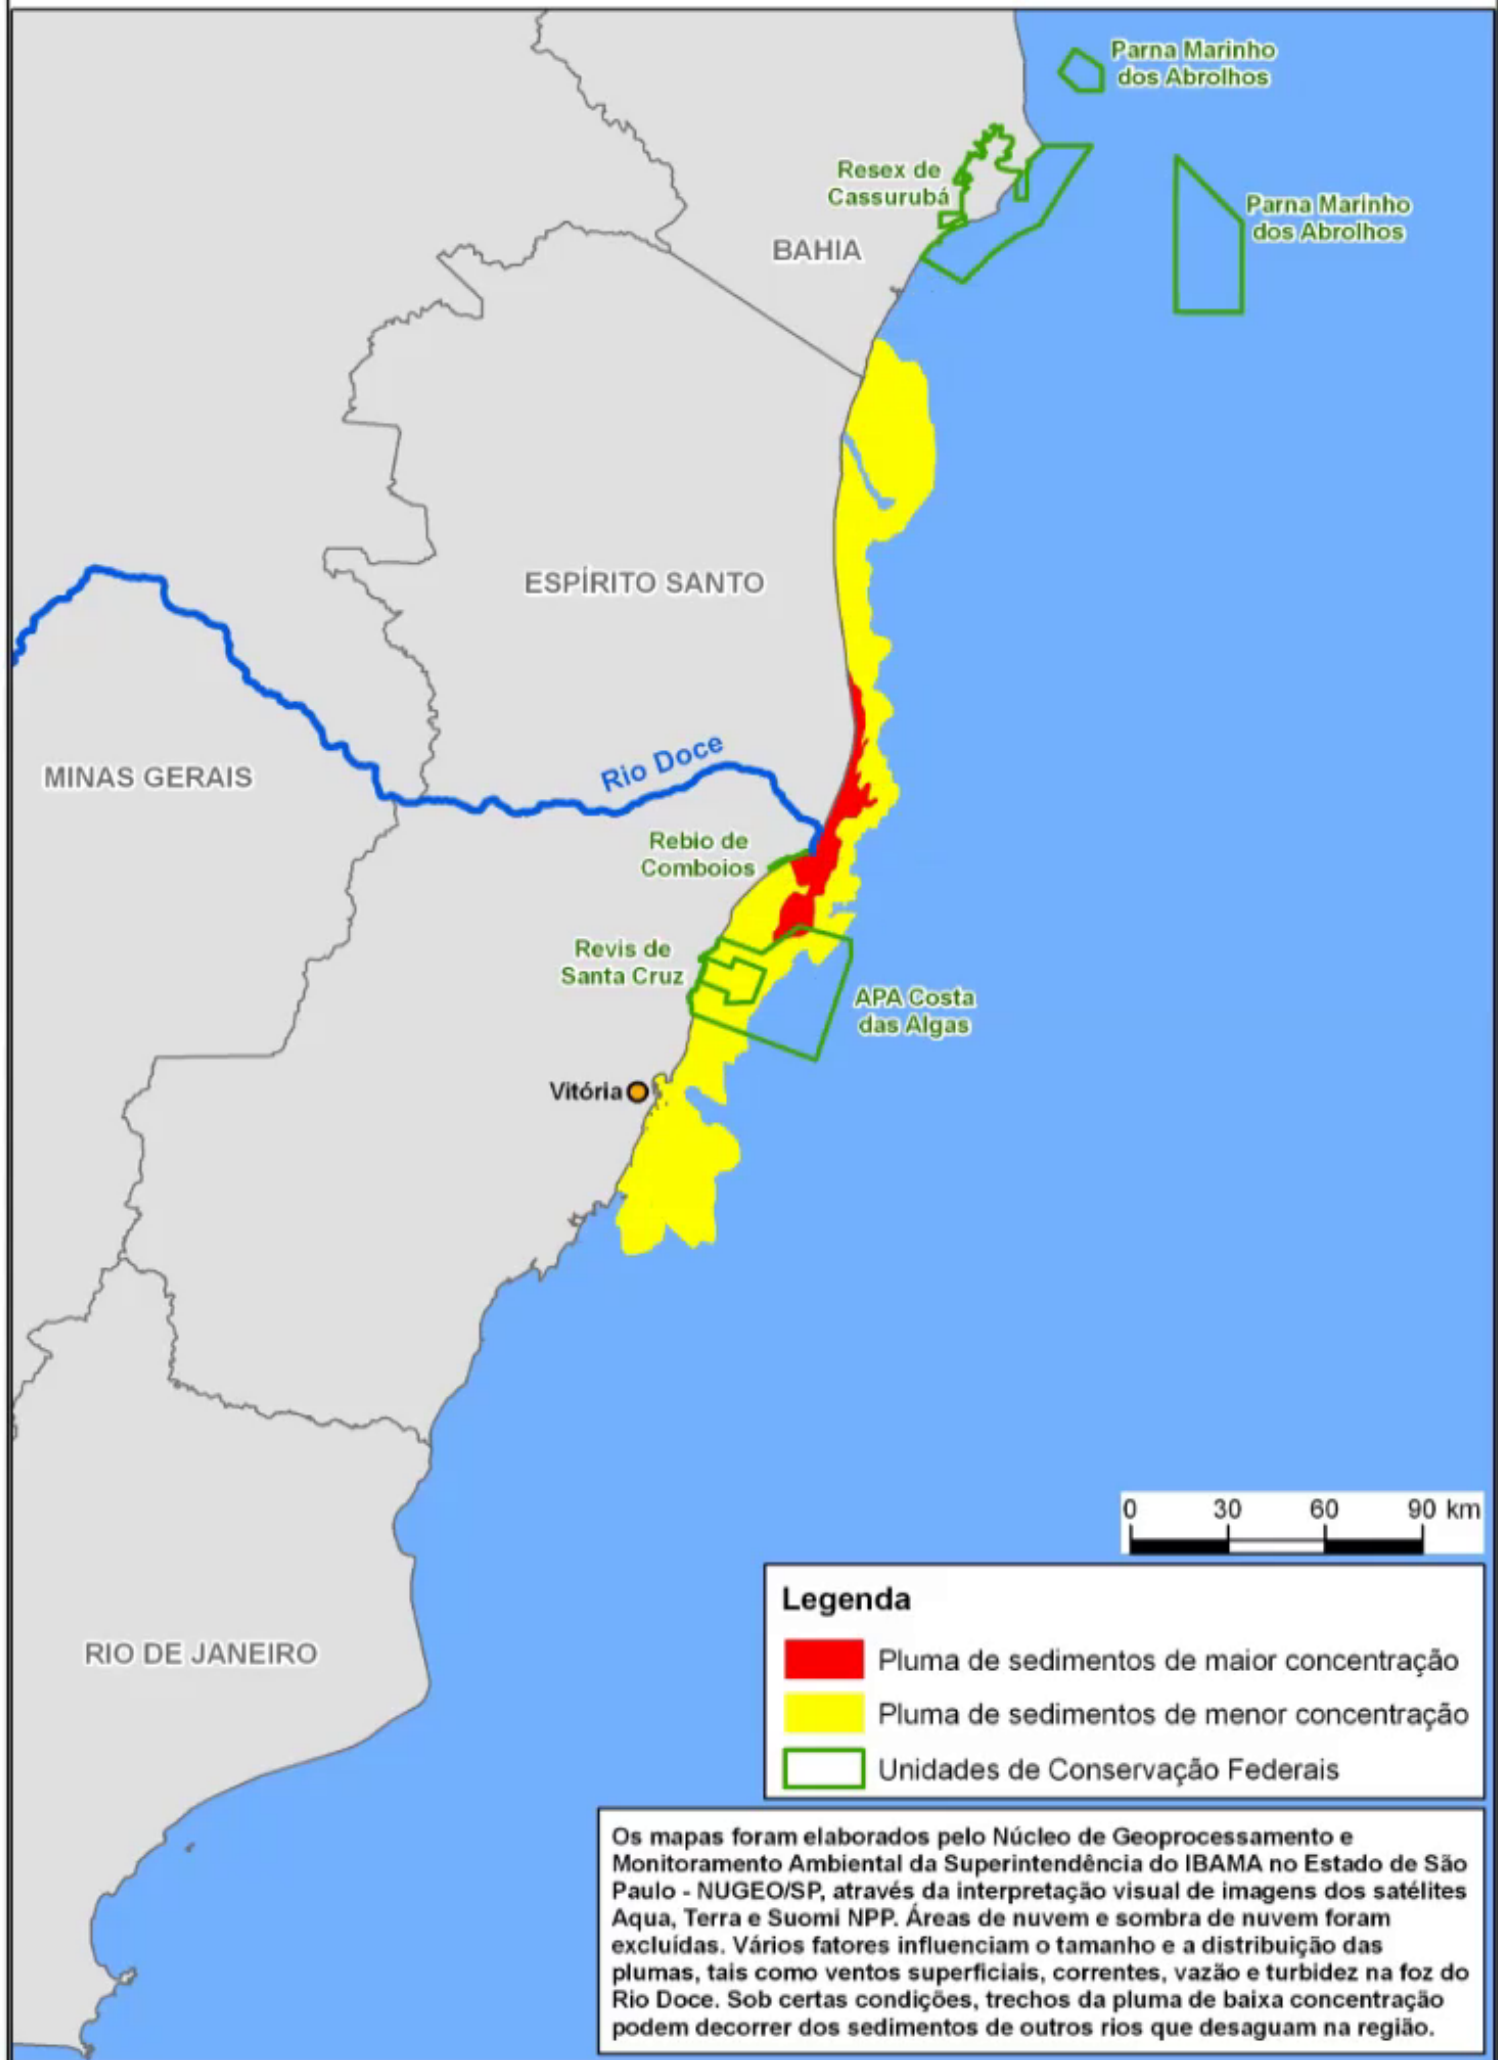 Parna Marinho
dos Abrolhos
Resex de
Cassurubá
Parna Marinho
dos Abrolhos
BAHIA
ESPÍRITO SANTO
Rio Doce
MINAS GERAIS
Rebio de
Comboios
Revis de
Santa Cruz
APA Costa
das Algas
Vitória
0 30 60 90 km
Legenda
Pluma de sedimentos de maior concentração
Pluma de sedimentos de menor concentração
Unidades de Conservação Federais
RIO DE JANEIRO
Os mapas foram elaborados pelo Núcleo de Geoprocessamento e
Monitoramento Ambiental da Superintendência do IBAMA no Estado de São
Paulo - NUGEO/SP, através da interpretação visual de imagens dos satélites
Aqua, Terra e Suomi NPP. Áreas de nuvem e sombra de nuvem foram
excluídas. Vários fatores influenciam o tamanho e a distribuição das
plumas, tais como ventos superficiais, correntes, vazão e turbidez na foz do
Rio Doce. Sob certas condições, trechos da pluma de baixa concentração
podem decorrer dos sedimentos de outros rios que desaguam na região.